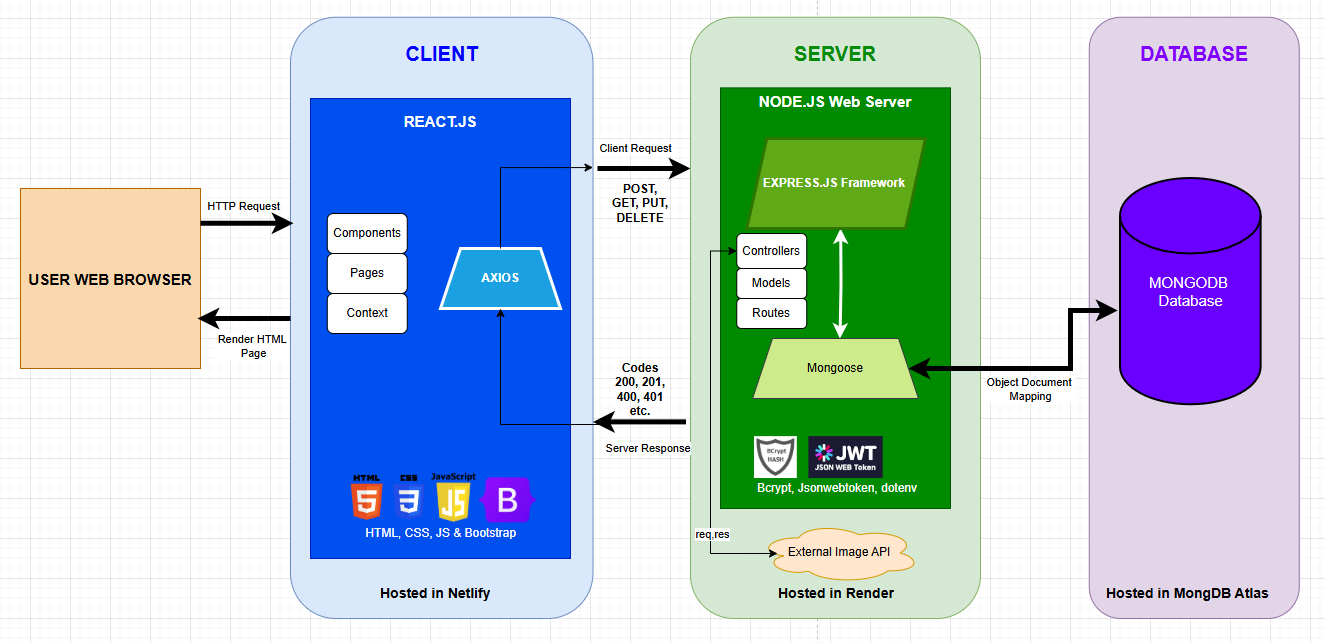 CLIENT
SERVER
DATABASE
REACT.JS
NODE.JS Web Server
Client Request
POST,
GET, PUT,
DELETE
EXPRESS.JS Framework
HTTP Request
USER WEB BROWSER
Render HTML
Page
Components
Pages
Context
AXIOS
Controllers
Models
Routes
MONGODB
Database
Mongoose
Object Document
Mapping
Codes
200, 201,
400, 401
etc.
Server Response
BCrypt
HASH
JWT
JSON WEB Token
Bcrypt, Jsonwebtoken, dotenv
HTML
5
CSS
3
JavaScript
JS
B
HTML, CSS, JS & Bootstrap
req,res
External Image API
Hosted in Netlify
Hosted in Render
Hosted in MongDB Atlas